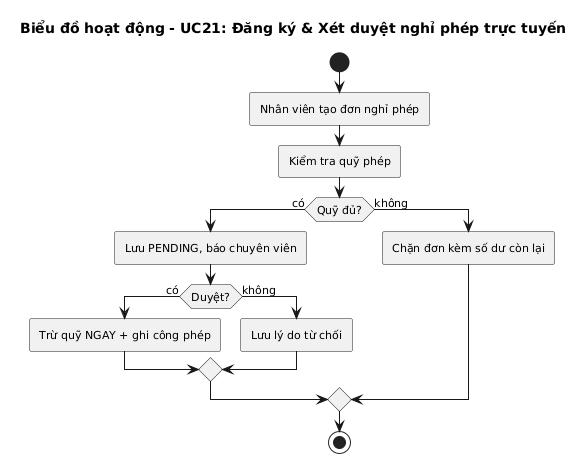 Biểu đồ hoạt động - UC21: Đăng ký & Xét duyệt nghỉ phép trực tuyến
Nhân viên tạo đơn nghỉ phép
Kiểm tra quỹ phép
có
Quỹ đủ?
không
Lưu PENDING, báo chuyên viên
Chặn đơn kèm số dư còn lại
có
Duyệt?
không
Trừ quỹ NGAY + ghi công phép
Lưu lý do từ chối